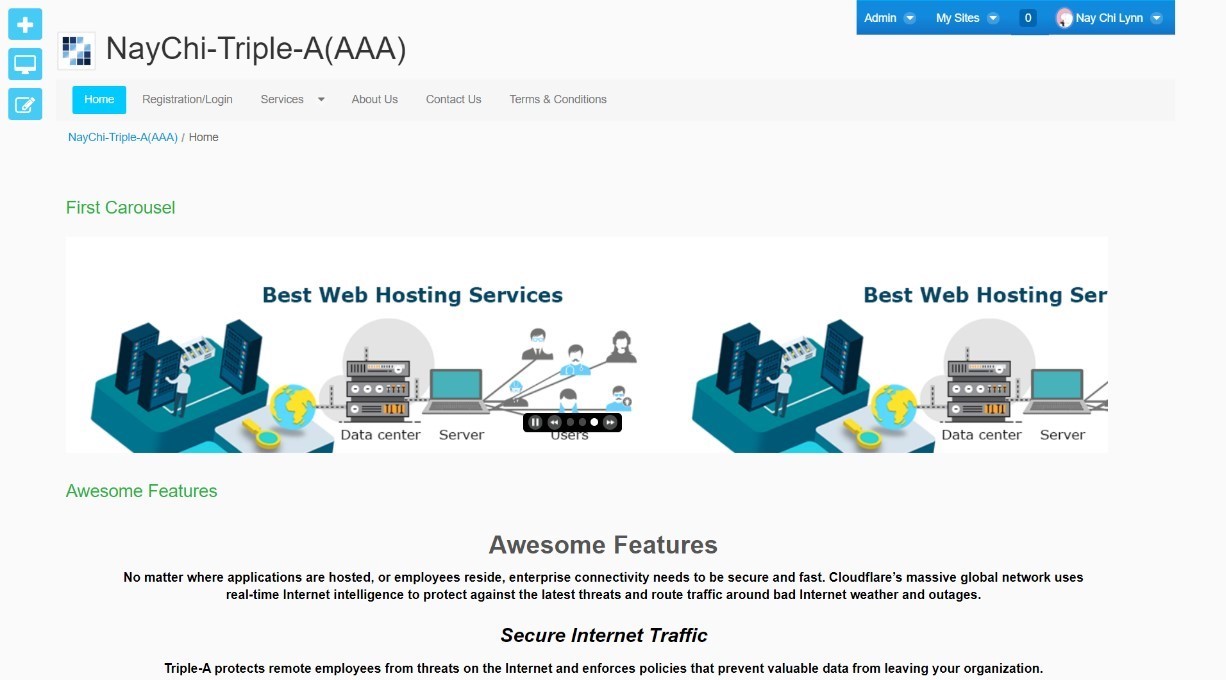 Admin My Sites 0 Nay Chi Lynn
NayChi-Triple-A(AAA)
Home Registration/Login Services About Us Contact Us Terms & Conditions
NayChi-Triple-A(AAA) / Home
First Carousel
Best Web Hosting Services Best Web Hosting Ser
Data center Server Users Data center Server
Awesome Features
Awesome Features
No matter where applications are hosted, or employees reside, enterprise connectivity needs to be secure and fast. Cloudflare’s massive global network uses
real-time Internet intelligence to protect against the latest threats and route traffic around bad Internet weather and outages.
Secure Internet Traffic
Triple-A protects remote employees from threats on the Internet and enforces policies that prevent valuable data from leaving your organization.